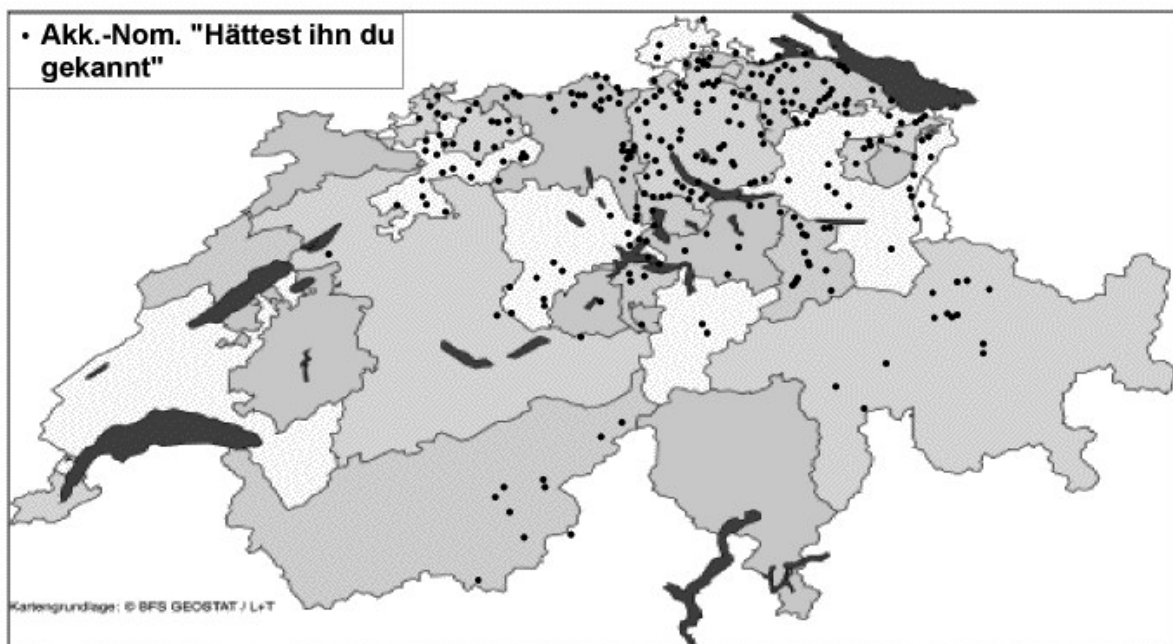 • Akk.-Nom. "Hättest ihn du
gekannt"
Kartengrundlage: © BFS GEOSTAT / L+T